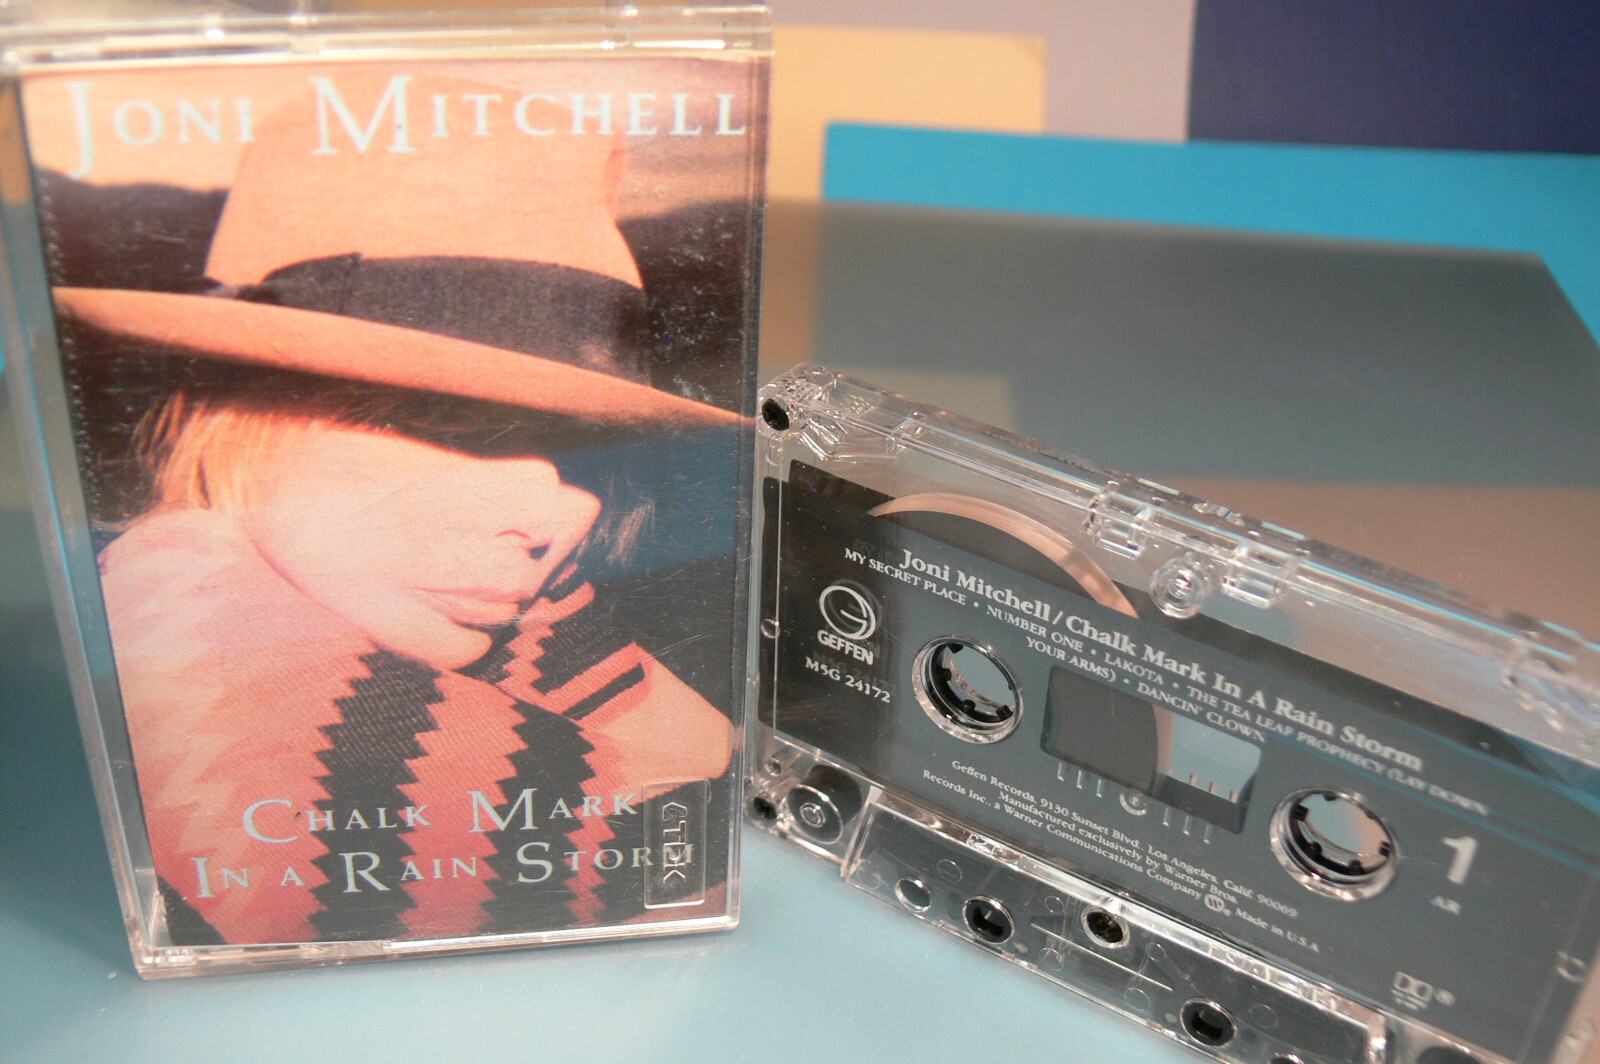 JONI MITCHELL
CHALK MARK
IN A RAIN STORM
TDK
Joni Mitchell/Chalk Mark In A Rain Storm
MY SECRET PLACE • NUMBER ONE • LAKOTA • THE TEA LEAF PROPHECY (LAY DOWN
YOUR ARMS) • DANCIN' CLOWN
GEFFEN
M5G 24172
Geffen Records, 9130 Sunset Blvd., Los Angeles, Calif. 90069
Manufactured exclusively by Warner Bros.
Records Inc., a Warner Communications Company Made in U.S.A
1
AR